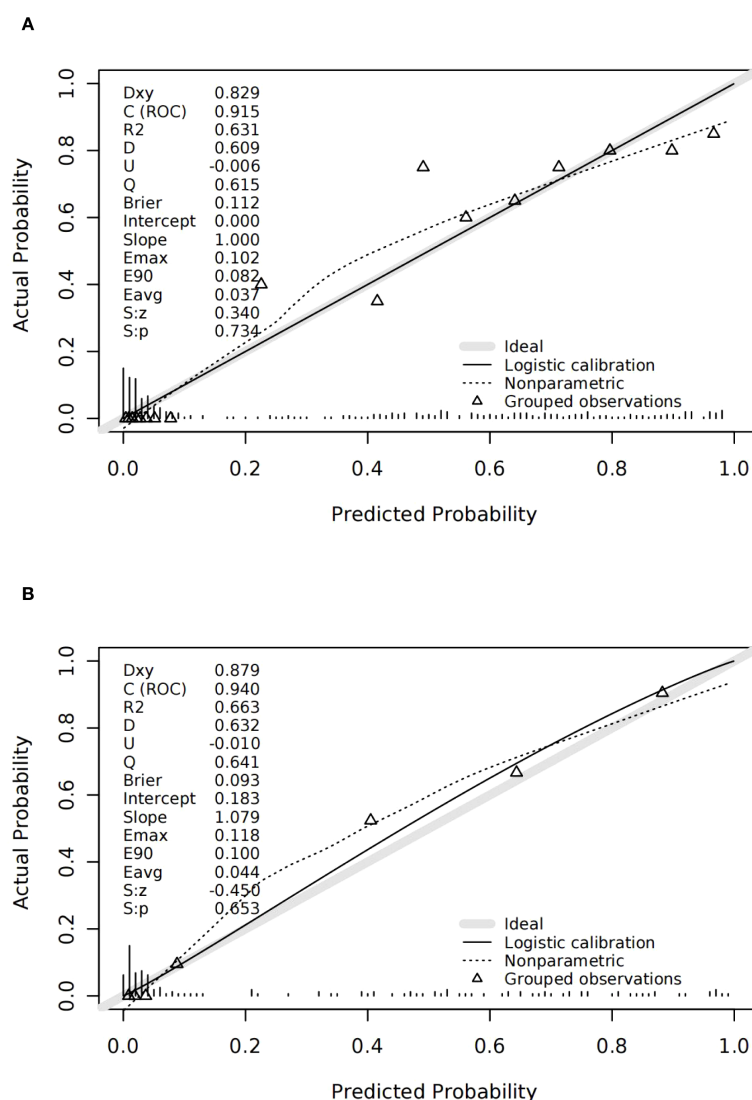 A
Actual Probability
1.0
0.8
0.6
0.4
0.2
0.0
Dxy 0.829
C (ROC) 0.915
R2 0.631
D 0.609
U -0.006
Q 0.615
Brier 0.112
Intercept 0.000
Slope 1.000
Emax 0.102
E90 0.082
Eavg 0.037
S:z 0.340
S:p 0.734
Ideal
Logistic calibration
Nonparametric
Grouped observations
0.0 0.2 0.4 0.6 0.8 1.0
Predicted Probability
B
Actual Probability
1.0
0.8
0.6
0.4
0.2
0.0
Dxy 0.879
C (ROC) 0.940
R2 0.663
D 0.632
U -0.010
Q 0.641
Brier 0.093
Intercept 0.183
Slope 1.079
Emax 0.118
E90 0.100
Eavg 0.044
S:z -0.450
S:p 0.653
Ideal
Logistic calibration
Nonparametric
Grouped observations
0.0 0.2 0.4 0.6 0.8 1.0
Predicted Probability